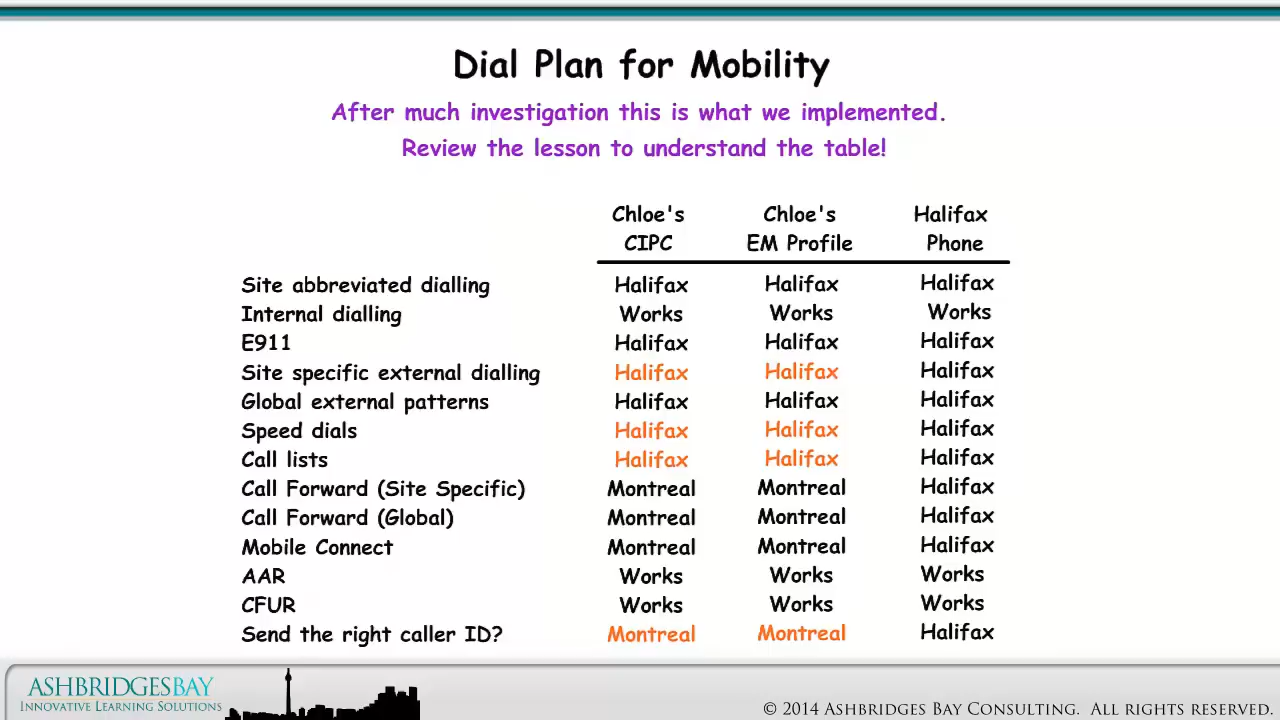 Dial Plan for Mobility
After much investigation this is what we implemented.
Review the lesson to understand the table!
Chloe's Chloe's Halifax
CIPC EM Profile Phone
Site abbreviated dialling Halifax Halifax Halifax
Internal dialling Works Works Works
E911 Halifax Halifax Halifax
Site specific external dialling Halifax Halifax Halifax
Global external patterns Halifax Halifax Halifax
Speed dials Halifax Halifax Halifax
Call lists Halifax Halifax Halifax
Call Forward (Site Specific) Montreal Montreal Halifax
Call Forward (Global) Montreal Montreal Halifax
Mobile Connect Montreal Montreal Halifax
AAR Works Works Works
CFUR Works Works Works
Send the right caller ID? Montreal Montreal Halifax
ASHBRIDGESBAY
INNOVATIVE LEARNING SOLUTIONS
© 2014 ASHBRIDGES BAY CONSULTING. ALL RIGHTS RESERVED.